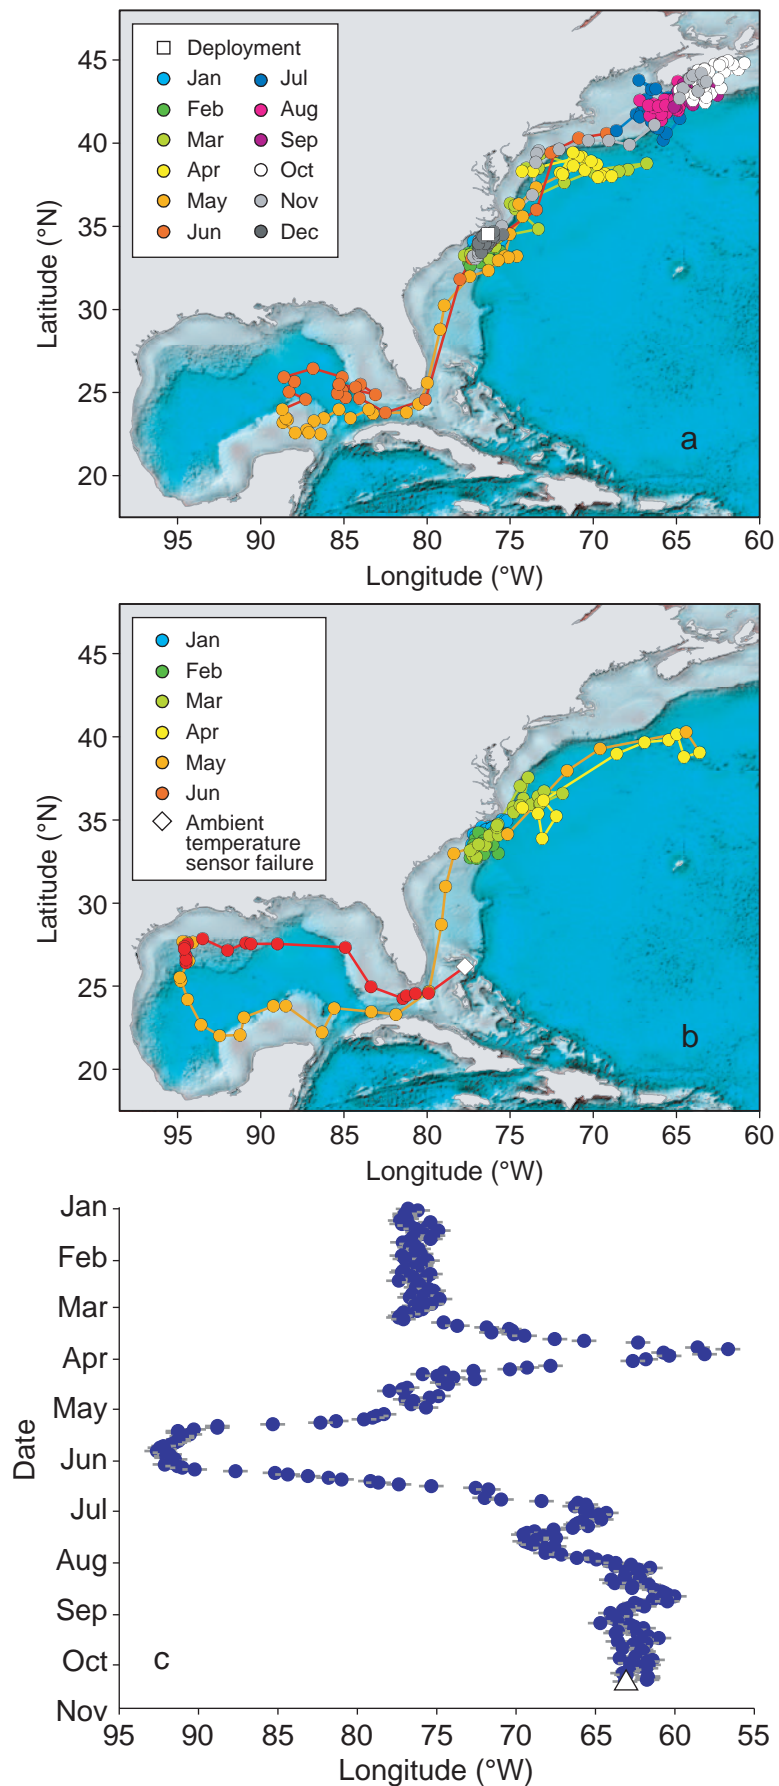 45
40
35
30
25
20
Latitude (°N)
Deployment
Jan
Feb
Mar
Apr
May
Jun
Jul
Aug
Sep
Oct
Nov
Dec
a
95 90 85 80 75 70 65 60
Longitude (°W)
45
40
35
30
25
20
Latitude (°N)
Jan
Feb
Mar
Apr
May
Jun
Ambient
temperature
sensor failure
b
95 90 85 80 75 70 65 60
Longitude (°W)
Jan
Feb
Mar
Apr
May
Jun
Jul
Aug
Sep
Oct
Nov
Date
c
95 90 85 80 75 70 65 60 55
Longitude (°W)